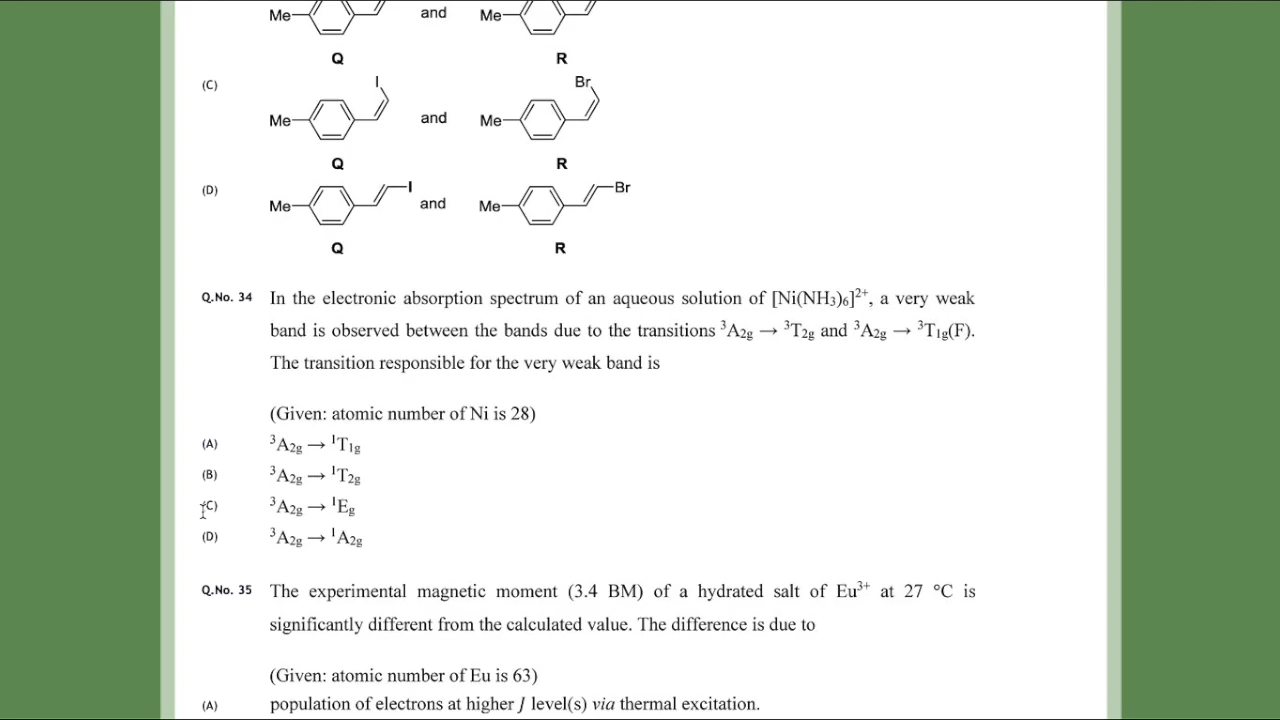 Me and Me
Q R
(C) I Br
Me and Me
Q R
(D) I Br
Me and Me
Q R
Q.No. 34 In the electronic absorption spectrum of an aqueous solution of [Ni(NH₃)₆]²⁺, a very weak
band is observed between the bands due to the transitions ³A₂g → ³T₂g and ³A₂g → ³T₁g(F).
The transition responsible for the very weak band is
(Given: atomic number of Ni is 28)
(A) ³A₂g → ¹T₁g
(B) ³A₂g → ¹T₂g
(C) ³A₂g → ¹Eg
(D) ³A₂g → ¹A₂g
Q.No. 35 The experimental magnetic moment (3.4 BM) of a hydrated salt of Eu³⁺ at 27 °C is
significantly different from the calculated value. The difference is due to
(Given: atomic number of Eu is 63)
(A) population of electrons at higher J level(s) via thermal excitation.